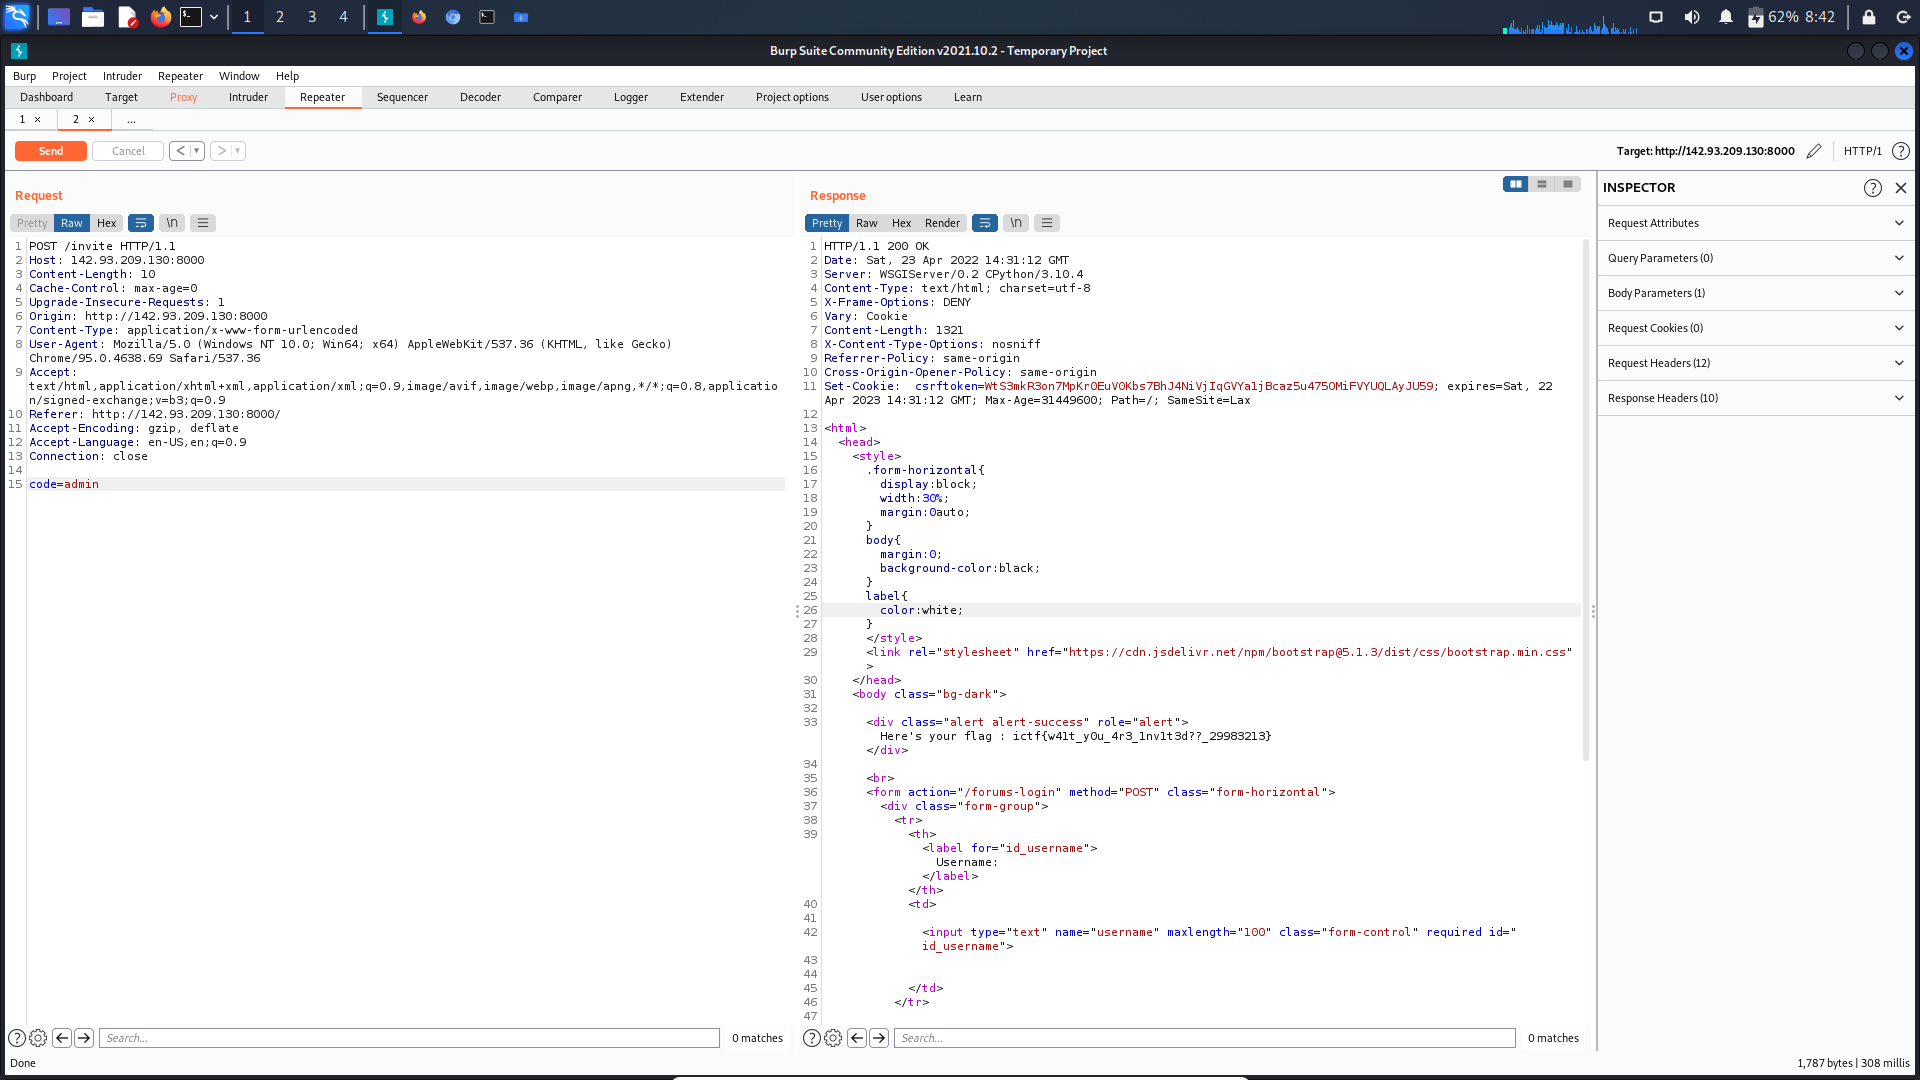 1 2 3 4 62% 8:42
Burp Suite Community Edition v2021.10.2 - Temporary Project
Burp Project Intruder Repeater Window Help
Dashboard Target Proxy Intruder Repeater Sequencer Decoder Comparer Logger Extender Project options User options Learn
1 × 2 × ...
Send Cancel < > Target: http://142.93.209.130:8000 HTTP/1 ?
Request
Pretty Raw Hex \n
1 POST /invite HTTP/1.1
2 Host: 142.93.209.130:8000
3 Content-Length: 10
4 Cache-Control: max-age=0
5 Upgrade-Insecure-Requests: 1
6 Origin: http://142.93.209.130:8000
7 Content-Type: application/x-www-form-urlencoded
8 User-Agent: Mozilla/5.0 (Windows NT 10.0; Win64; x64) AppleWebKit/537.36 (KHTML, like Gecko)
Chrome/95.0.4638.69 Safari/537.36
9 Accept:
text/html,application/xhtml+xml,application/xml;q=0.9,image/avif,image/webp,image/apng,*/*;q=0.8,applicatio
n/signed-exchange;v=b3;q=0.9
10 Referer: http://142.93.209.130:8000/
11 Accept-Encoding: gzip, deflate
12 Accept-Language: en-US,en;q=0.9
13 Connection: close
14
15 code=admin
Search... 0 matches
Response
Pretty Raw Hex Render \n
1 HTTP/1.1 200 OK
2 Date: Sat, 23 Apr 2022 14:31:12 GMT
3 Server: WSGIServer/0.2 CPython/3.10.4
4 Content-Type: text/html; charset=utf-8
5 X-Frame-Options: DENY
6 Vary: Cookie
7 Content-Length: 1321
8 X-Content-Type-Options: nosniff
9 Referrer-Policy: same-origin
10 Cross-Origin-Opener-Policy: same-origin
11 Set-Cookie: csrftoken=WtS3mkR3on7MpKr0EuV0Kbs7BhJ4NiVjIqGVYa1jBcaz5u475OMiFVYUQLAyJU59; expires=Sat, 22
Apr 2023 14:31:12 GMT; Max-Age=31449600; Path=/; SameSite=Lax
12
13 <html>
14 <head>
15 <style>
16 .form-horizontal{
17 display:block;
18 width:30%;
19 margin:0auto;
20 }
21 body{
22 margin:0;
23 background-color:black;
24 }
25 label{
26 color:white;
27 }
28 </style>
29 <link rel="stylesheet" href="https://cdn.jsdelivr.net/npm/bootstrap@5.1.3/dist/css/bootstrap.min.css"
>
30 </head>
31 <body class="bg-dark">
32
33 <div class="alert alert-success" role="alert">
Here's your flag : ictf{w41t_y0u_4r3_1nv1t3d??_29983213}
</div>
34
35 <br>
36 <form action="/forums-login" method="POST" class="form-horizontal">
37 <div class="form-group">
38 <tr>
39 <th>
<label for="id_username">
Username:
</label>
</th>
40 <td>
41
42 <input type="text" name="username" maxlength="100" class="form-control" required id="
id_username">
43
44
45 </td>
46 </tr>
47
Search... 0 matches
INSPECTOR ?
Request Attributes
Query Parameters (0)
Body Parameters (1)
Request Cookies (0)
Request Headers (12)
Response Headers (10)
Done 1,787 bytes | 308 millis